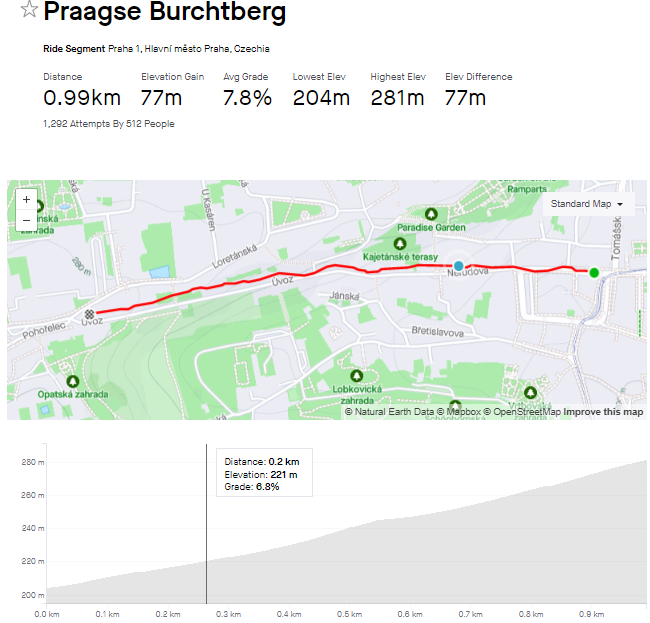 Praagse Burchtberg
Ride Segment Praha 1, Hlavní město Praha, Czechia
Distance Elevation Gain Avg Grade Lowest Elev Highest Elev Elev Difference
0.99km 77m 7.8% 204m 281m 77m
1,292 Attempts By 512 People
+
−
Standard Map
Ramparts
Paradise Garden
Kajetánské terasy
zahrada
U Kasáren
Loretánská
280 m
Úvoz
Nerudova
Tomášsk
Jánská
Pohořelec
Úvoz
Břetislavova
Opatská zahrada
Lobkovická
zahrada
© Natural Earth Data © Mapbox © OpenStreetMap Improve this map
Distance: 0.2 km
Elevation: 221 m
Grade: 6.8%
280 m
260 m
240 m
220 m
200 m
0.0 km 0.1 km 0.2 km 0.3 km 0.4 km 0.5 km 0.6 km 0.7 km 0.8 km 0.9 km